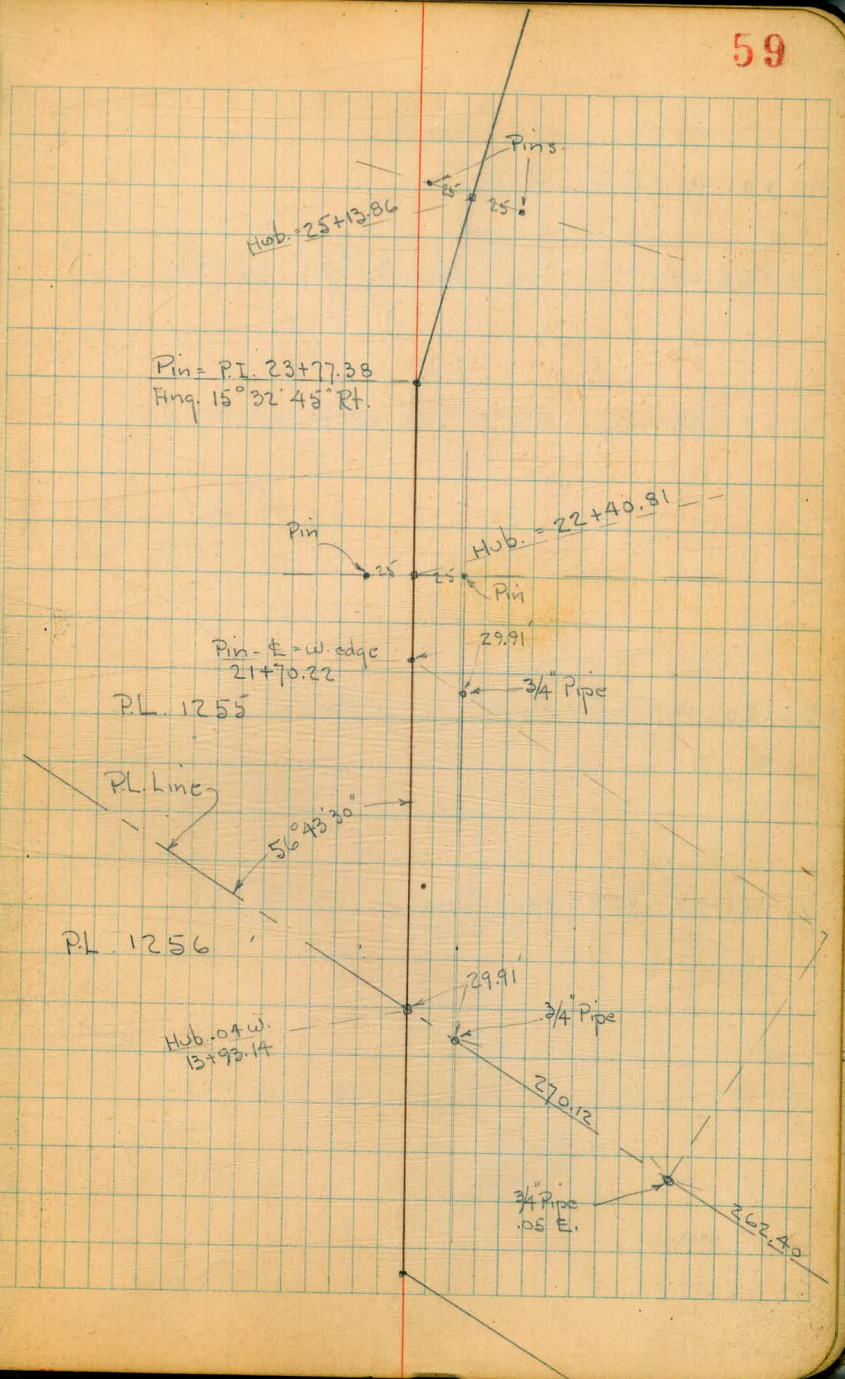 59
Pins.
25
25
Hub. = 25+13.86
Pin = P.I. 23+77.38
Ang. 15° 32' 45" Rt.
Hub. = 22+40.81
Pin
25
25
Pin
29.91'
Pin - ℄ = w. edge
21+70.22
3/4" Pipe
P.L. 1255
P.L. Line
56° 43' 30"
P.L. 1256
29.91'
3/4" Pipe
Hub .04 w.
13+93.14
270.12
3/4" Pipe
.05 E.
262.40